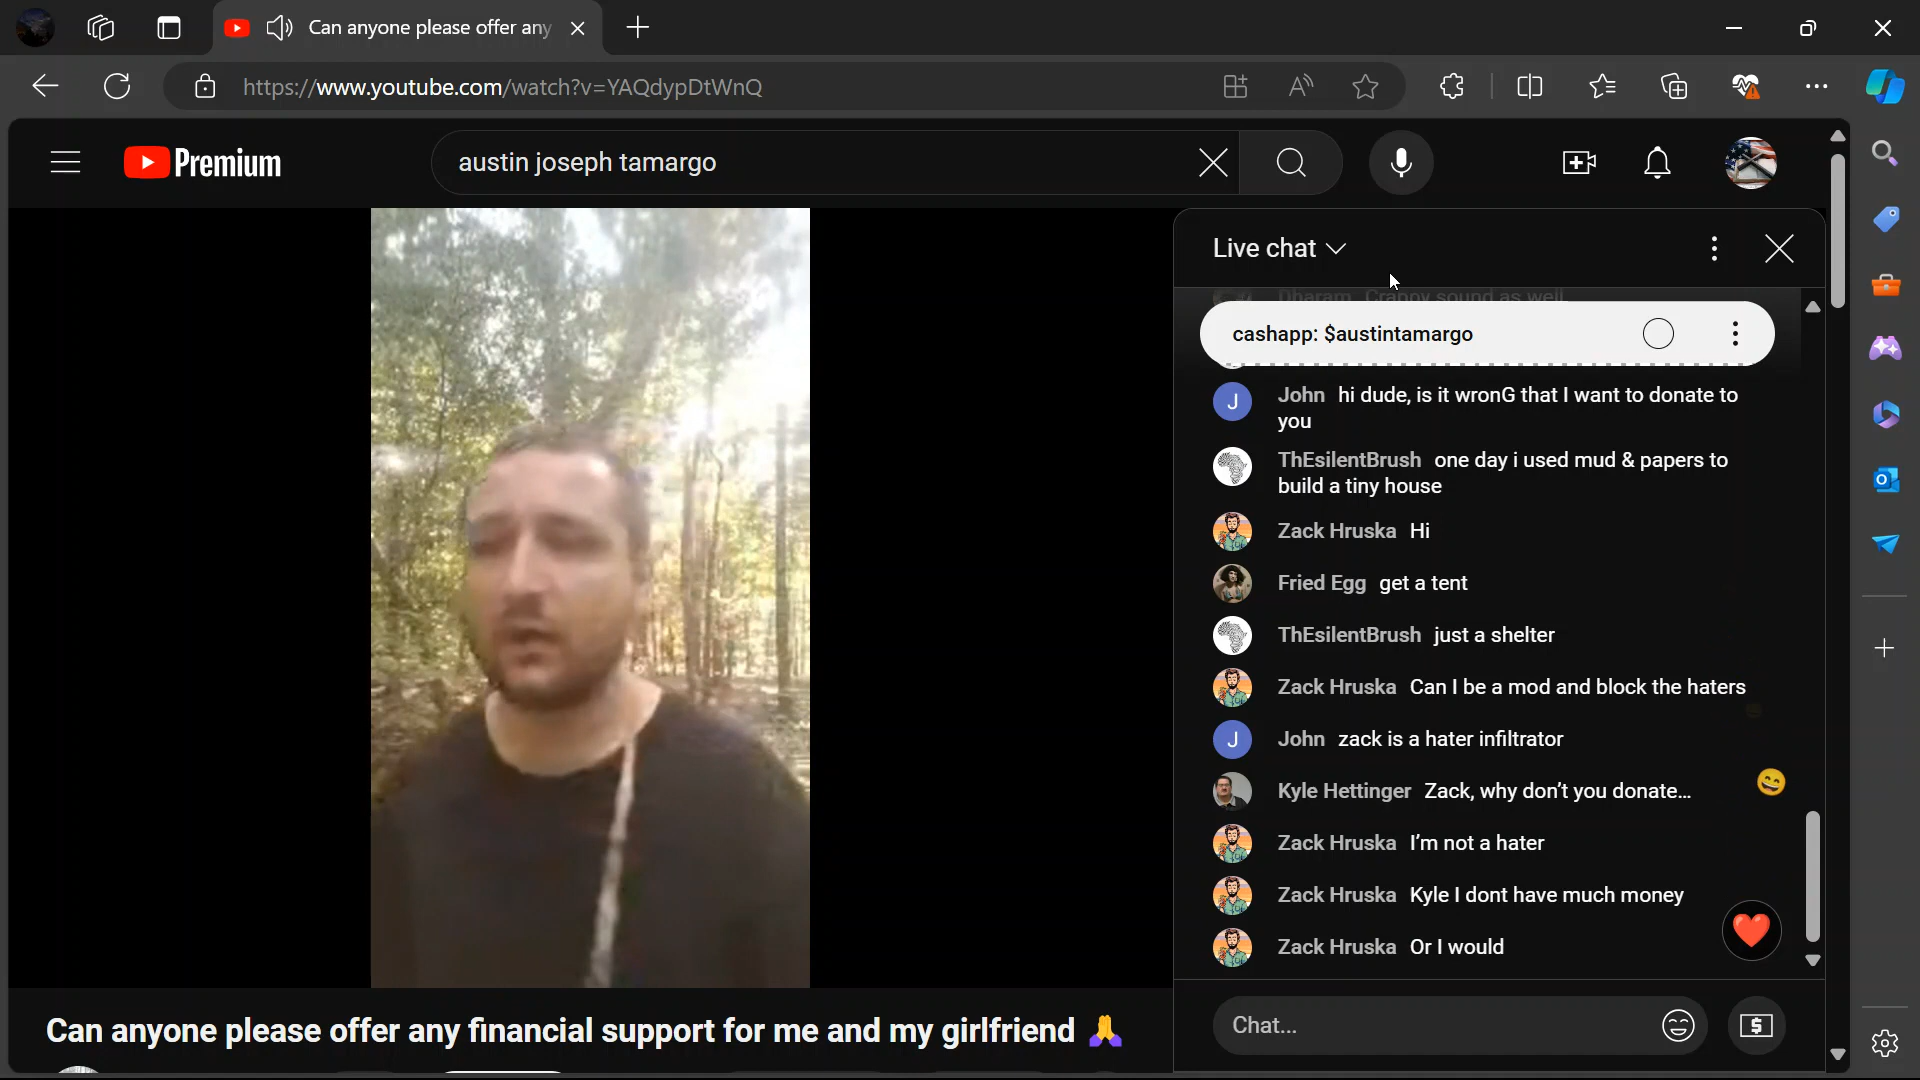 Can anyone please offer any
https://www.youtube.com/watch?v=YAQdypDtWnQ
Premium
austin joseph tamargo
Live chat
Dharam Crappy sound as well
cashapp: $austintamargo
J John hi dude, is it wronG that I want to donate to
you
ThEsilentBrush one day i used mud & papers to
build a tiny house
Zack Hruska Hi
Fried Egg get a tent
ThEsilentBrush just a shelter
Zack Hruska Can I be a mod and block the haters
J John zack is a hater infiltrator
Kyle Hettinger Zack, why don’t you donate...
Zack Hruska I’m not a hater
Zack Hruska Kyle I dont have much money
Zack Hruska Or I would
Chat...
Can anyone please offer any financial support for me and my girlfriend 🙏